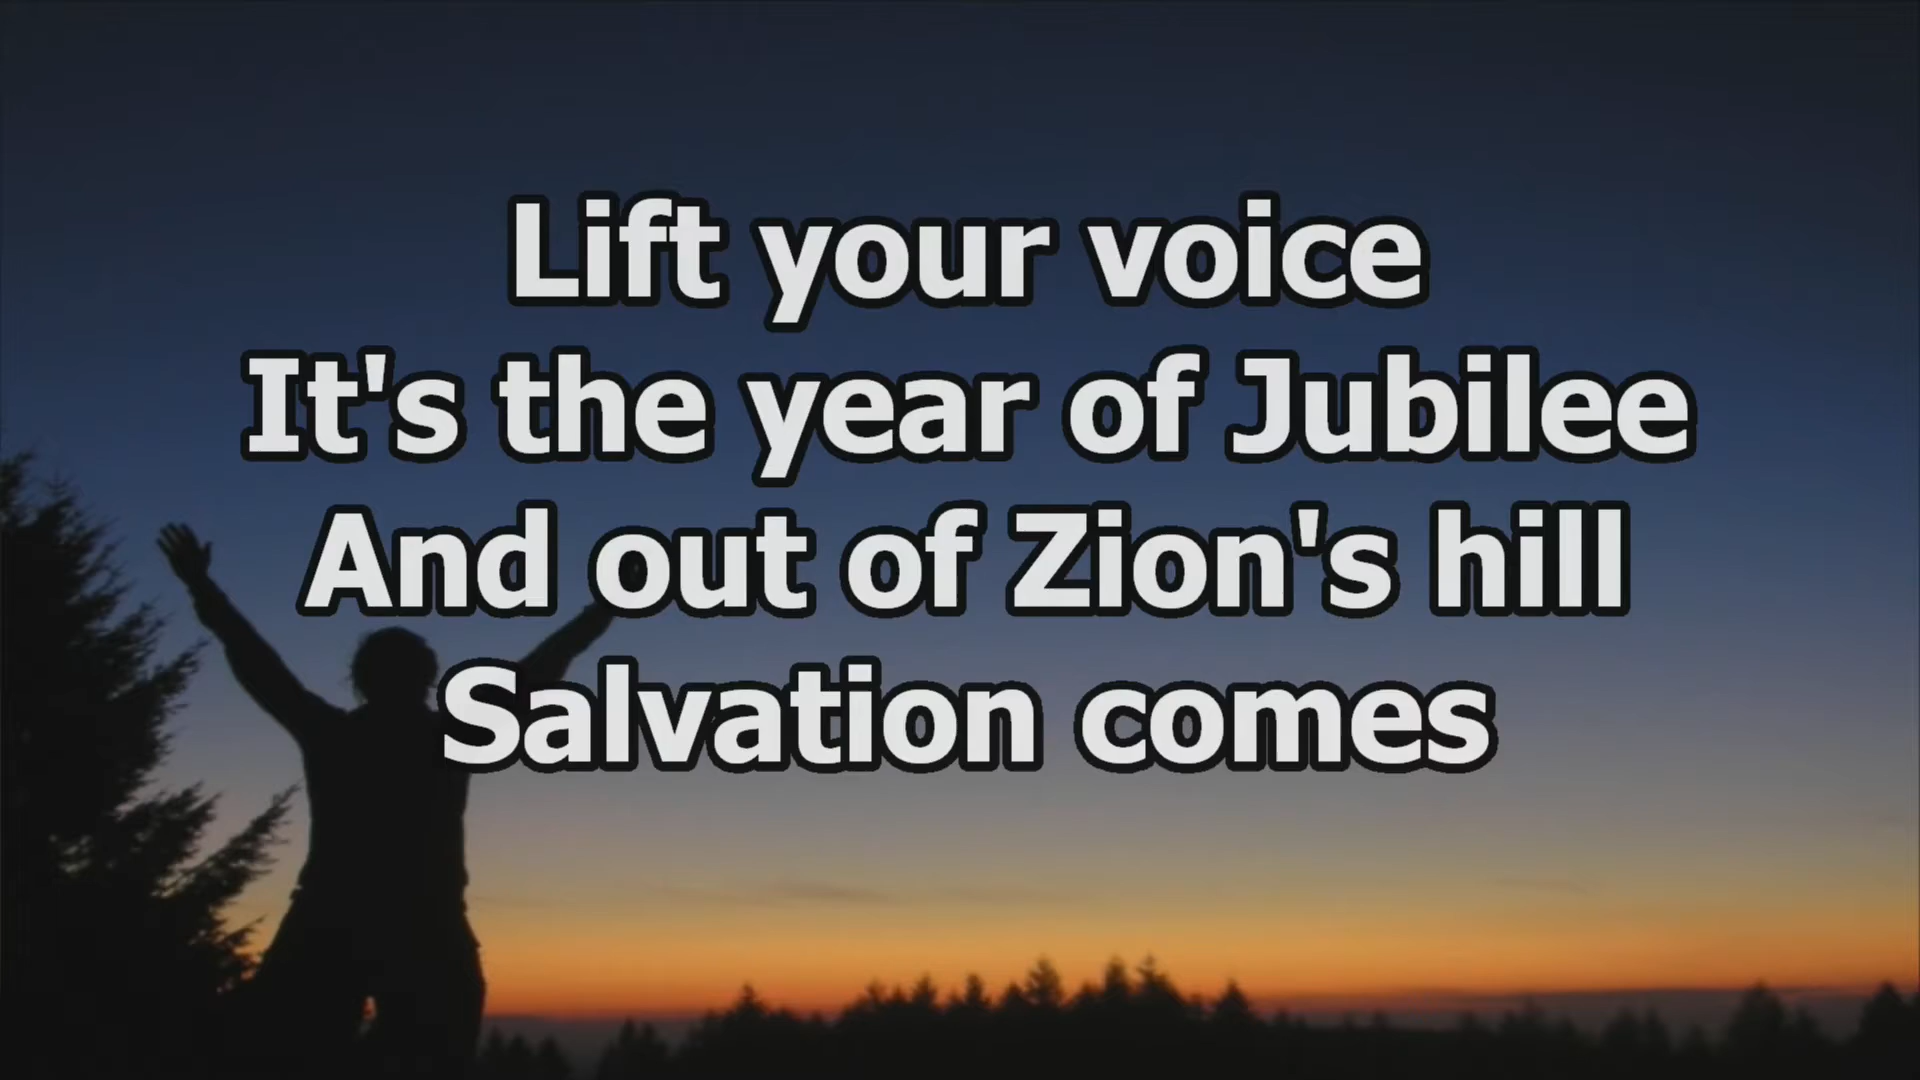 Lift your voice
It's the year of Jubilee
And out of Zion's hill
Salvation comes